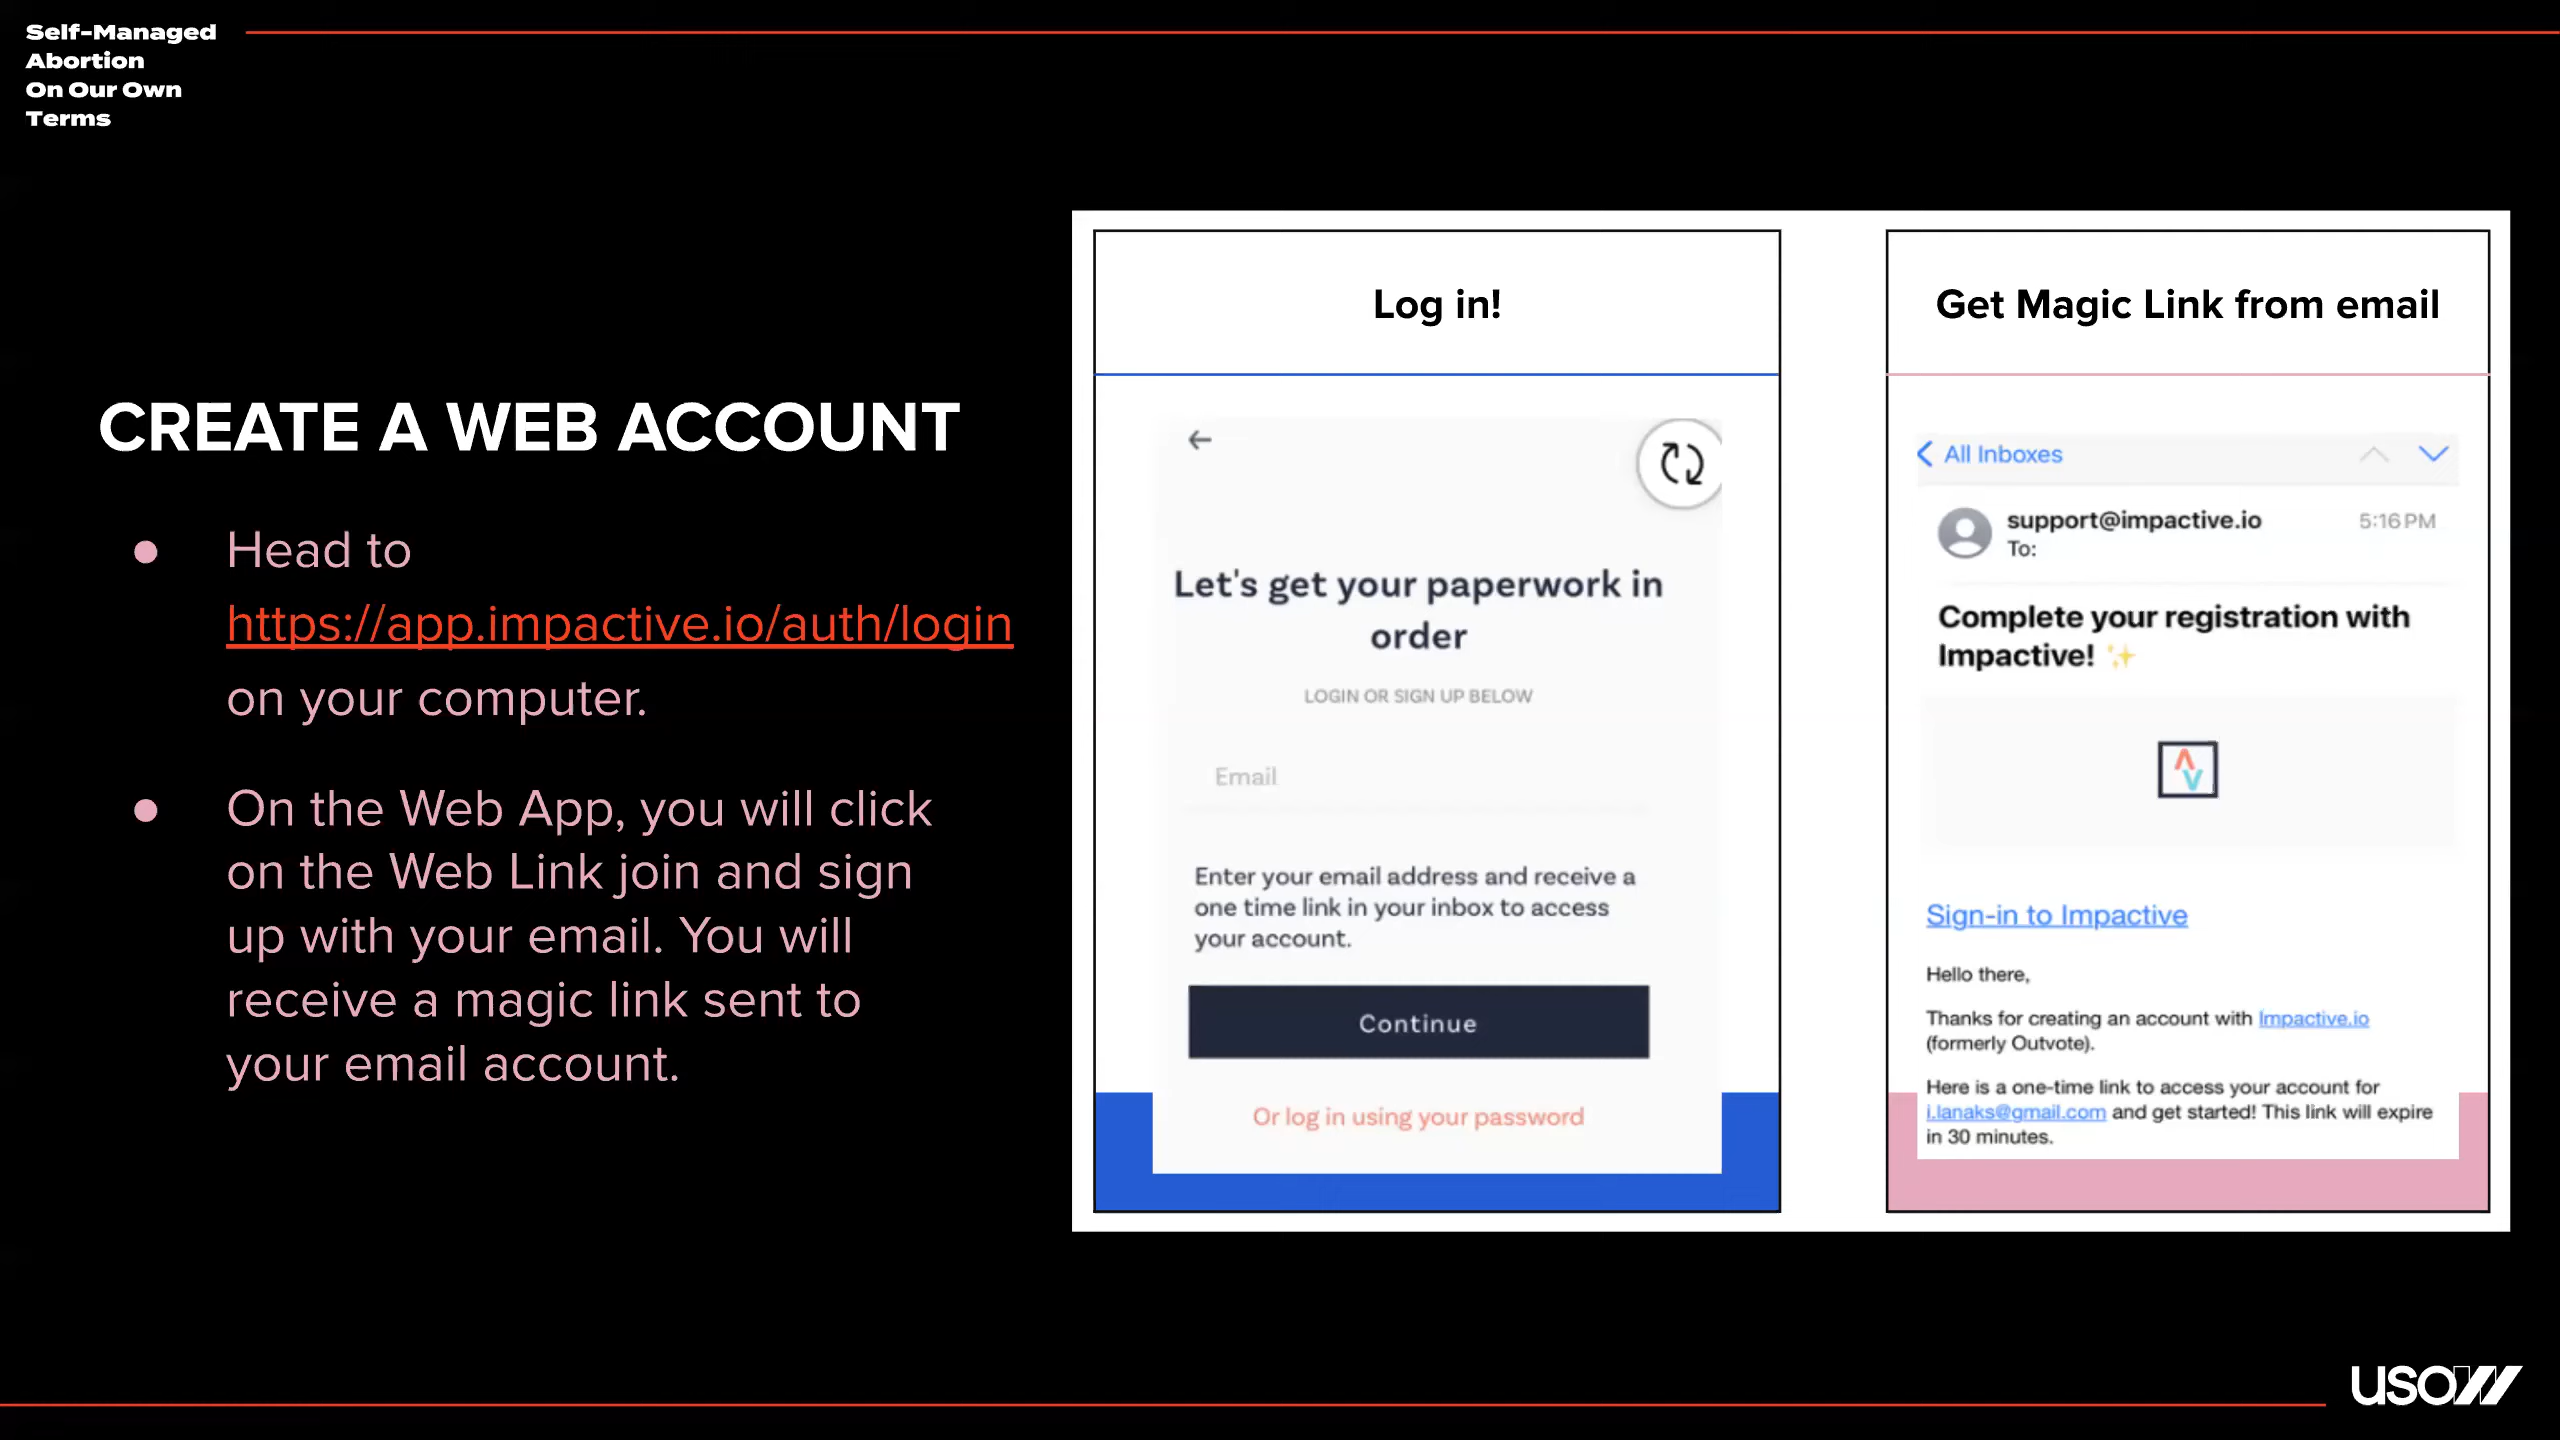 Self-Managed
Abortion
On Our Own
Terms
CREATE A WEB ACCOUNT
● Head to
https://app.impactive.io/auth/login
on your computer.
● On the Web App, you will click
on the Web Link join and sign
up with your email. You will
receive a magic link sent to
your email account.
Log in!
Let's get your paperwork in
order
LOGIN OR SIGN UP BELOW
Email
Enter your email address and receive a
one time link in your inbox to access
your account.
Continue
Or log in using your password
Get Magic Link from email
All Inboxes
support@impactive.io 5:16 PM
To:
Complete your registration with
Impactive! ✨
Sign-in to Impactive
Hello there,
Thanks for creating an account with Impactive.io
(formerly Outvote).
Here is a one-time link to access your account for
i.lanaks@gmail.com and get started! This link will expire
in 30 minutes.
USOW